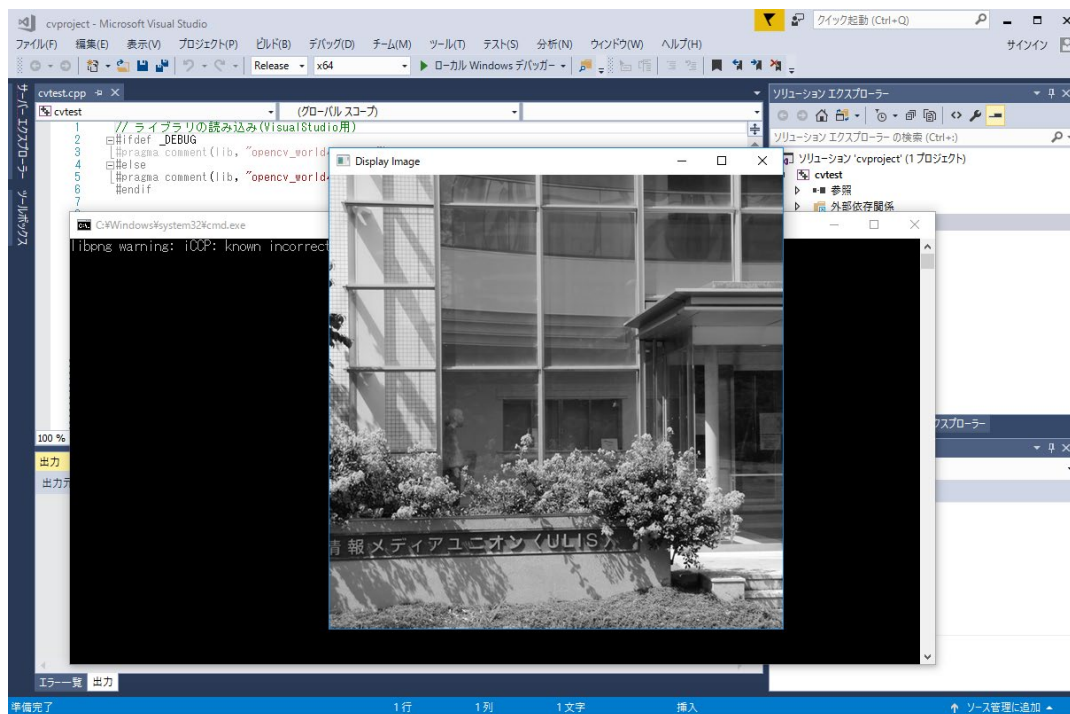 cvproject - Microsoft Visual Studio
クイック起動 (Ctrl+Q)
ファイル(F) 編集(E) 表示(V) プロジェクト(P) ビルド(B) デバッグ(D) チーム(M) ツール(T) テスト(S) 分析(N) ウィンドウ(W) ヘルプ(H)
サインイン
Release x64 ローカル Windows デバッガー
サーバー エクスプローラー
ツールボックス
cvtest.cpp
cvtest
(グローバル スコープ)
1 // ライブラリの読み込み(VisualStudio用)
2 #ifdef _DEBUG
3 #pragma comment(lib, "opencv_world
4 #else
5 #pragma comment(lib, "opencv_world
6 #endif
7
100 %
ソリューション エクスプローラー
ソリューション エクスプローラー の検索 (Ctrl+:)
ソリューション 'cvproject' (1 プロジェクト)
cvtest
参照
外部依存関係
C:¥Windows¥system32¥cmd.exe
libpng warning: iCCP: known incorrect
Display Image
情報メディアユニオン〈ULIS〉
出力
エラー一覧
出力
準備完了
1 行
1 列
1 文字
挿入
ソース管理に追加